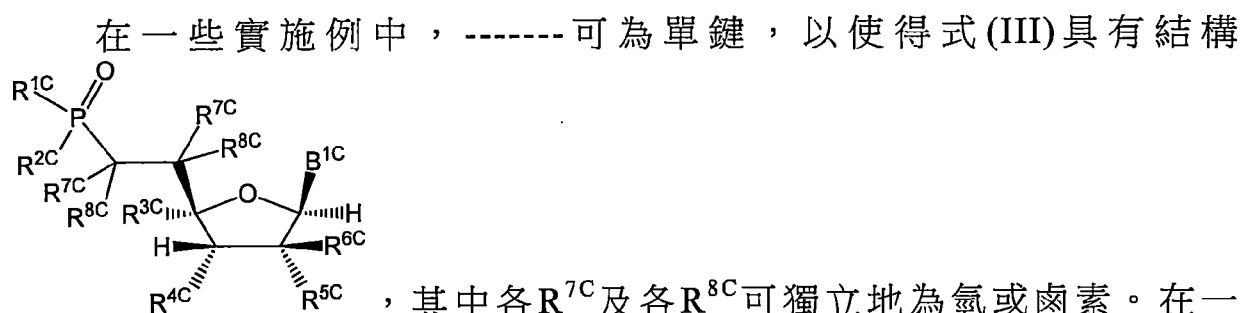 在一些實施例中，-------可為單鍵，以使得式(III)具有結構
O
R1C
P
R7C
R2C
R8C
B1C
R7C
R8C
R3C
O
H
H
R6C
R4C
R5C
，其中各R7C及各R8C可獨立地為氫或鹵素。在一